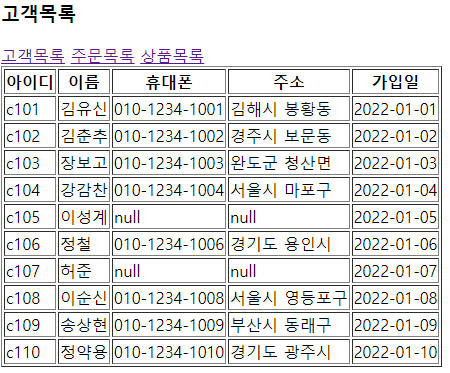 고객목록
고객목록 주문목록 상품목록
아이디 이름 휴대폰 주소 가입일
c101 김유신 010-1234-1001 김해시 봉황동 2022-01-01
c102 김춘추 010-1234-1002 경주시 보문동 2022-01-02
c103 장보고 010-1234-1003 완도군 청산면 2022-01-03
c104 강감찬 010-1234-1004 서울시 마포구 2022-01-04
c105 이성계 null null 2022-01-05
c106 정철 010-1234-1006 경기도 용인시 2022-01-06
c107 허준 null null 2022-01-07
c108 이순신 010-1234-1008 서울시 영등포구 2022-01-08
c109 송상현 010-1234-1009 부산시 동래구 2022-01-09
c110 정약용 010-1234-1010 경기도 광주시 2022-01-10